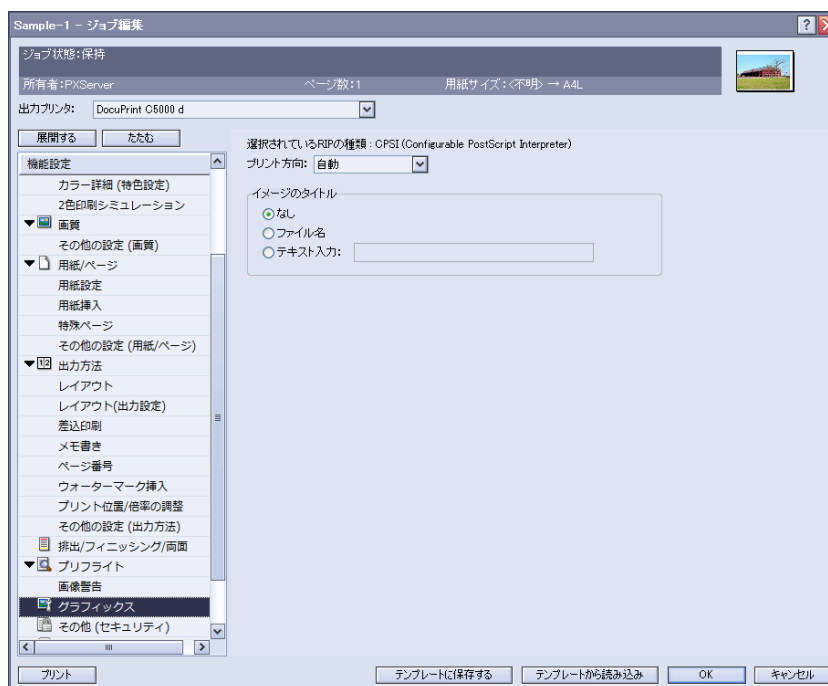 Sample-1 - ジョブ編集
ジョブ状態:保持
所有者:PXServer ページ数:1 用紙サイズ:<不明> → A4L
出力プリンタ: DocuPrint C5000 d
展開する たたむ
機能設定
カラー詳細 (特色設定)
2色印刷シミュレーション
画質
その他の設定 (画質)
用紙/ページ
用紙設定
用紙挿入
特殊ページ
その他の設定 (用紙/ページ)
出力方法
レイアウト
レイアウト(出力設定)
差込印刷
メモ書き
ページ番号
ウォーターマーク挿入
プリント位置/倍率の調整
その他の設定 (出力方法)
排出/フィニッシング/両面
プリフライト
画像警告
グラフィックス
その他 (セキュリティ)
選択されているRIPの種類 : CPSI (Configurable PostScript Interpreter)
プリント方向: 自動
イメージのタイトル
なし
ファイル名
テキスト入力:
プリント テンプレートに保存する テンプレートから読み込み OK キャンセル